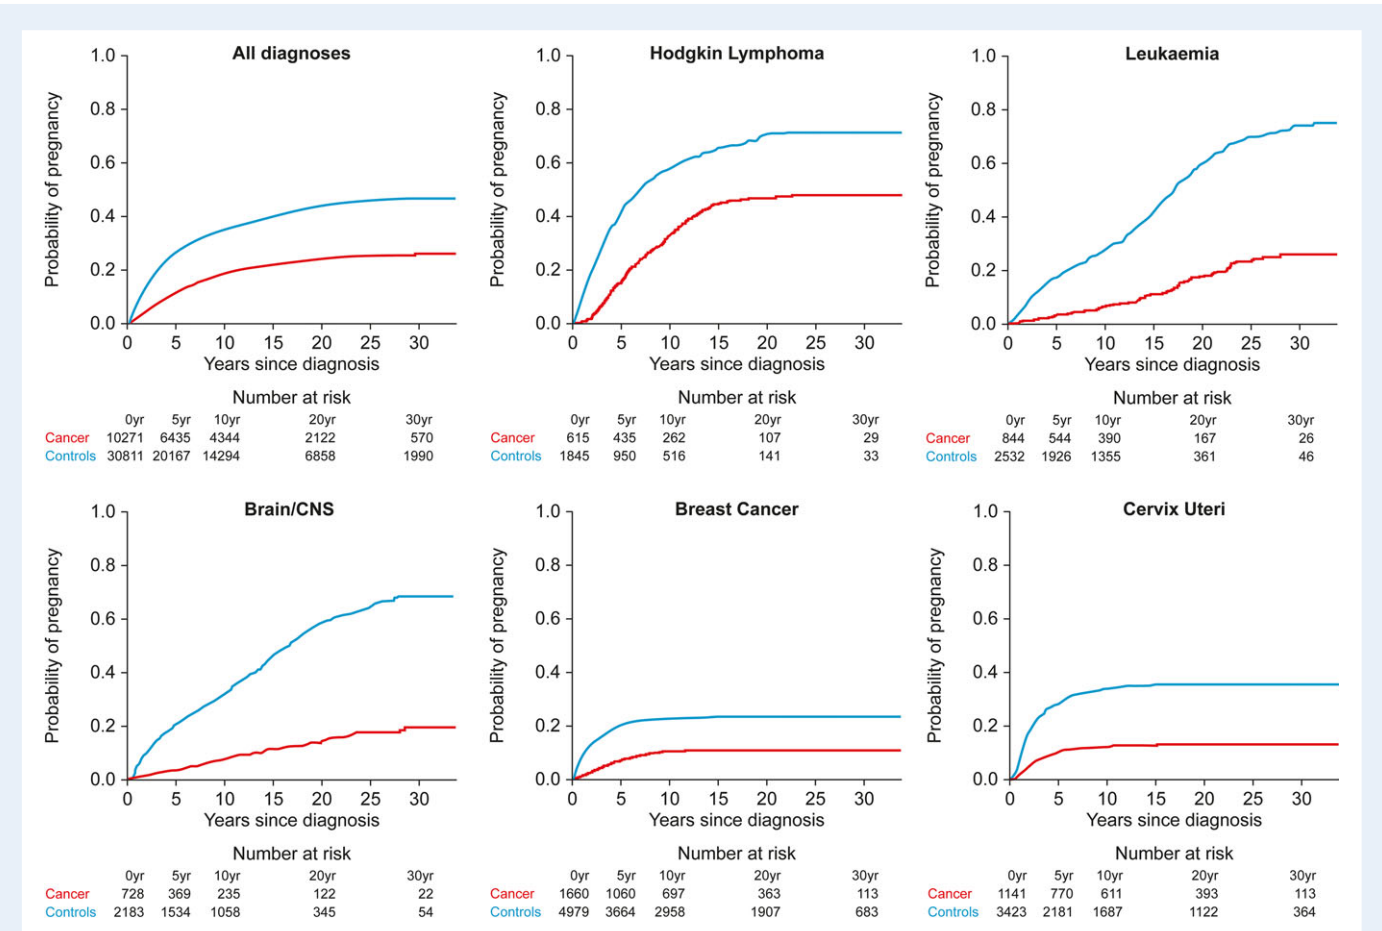 All diagnoses
Probability of pregnancy
1.0
0.8
0.6
0.4
0.2
0.0
0 5 10 15 20 25 30
Years since diagnosis
Number at risk
0yr 5yr 10yr 20yr 30yr
Cancer 10271 6435 4344 2122 570
Controls 30811 20167 14294 6858 1990
Hodgkin Lymphoma
Probability of pregnancy
1.0
0.8
0.6
0.4
0.2
0.0
0 5 10 15 20 25 30
Years since diagnosis
Number at risk
0yr 5yr 10yr 20yr 30yr
Cancer 615 435 262 107 29
Controls 1845 950 516 141 33
Leukaemia
Probability of pregnancy
1.0
0.8
0.6
0.4
0.2
0.0
0 5 10 15 20 25 30
Years since diagnosis
Number at risk
0yr 5yr 10yr 20yr 30yr
Cancer 844 544 390 167 26
Controls 2532 1926 1355 361 46
Brain/CNS
Probability of pregnancy
1.0
0.8
0.6
0.4
0.2
0.0
0 5 10 15 20 25 30
Years since diagnosis
Number at risk
0yr 5yr 10yr 20yr 30yr
Cancer 728 369 235 122 22
Controls 2183 1534 1058 345 54
Breast Cancer
Probability of pregnancy
1.0
0.8
0.6
0.4
0.2
0.0
0 5 10 15 20 25 30
Years since diagnosis
Number at risk
0yr 5yr 10yr 20yr 30yr
Cancer 1660 1060 697 363 113
Controls 4979 3664 2958 1907 683
Cervix Uteri
Probability of pregnancy
1.0
0.8
0.6
0.4
0.2
0.0
0 5 10 15 20 25 30
Years since diagnosis
Number at risk
0yr 5yr 10yr 20yr 30yr
Cancer 1141 770 611 393 113
Controls 3423 2181 1687 1122 364